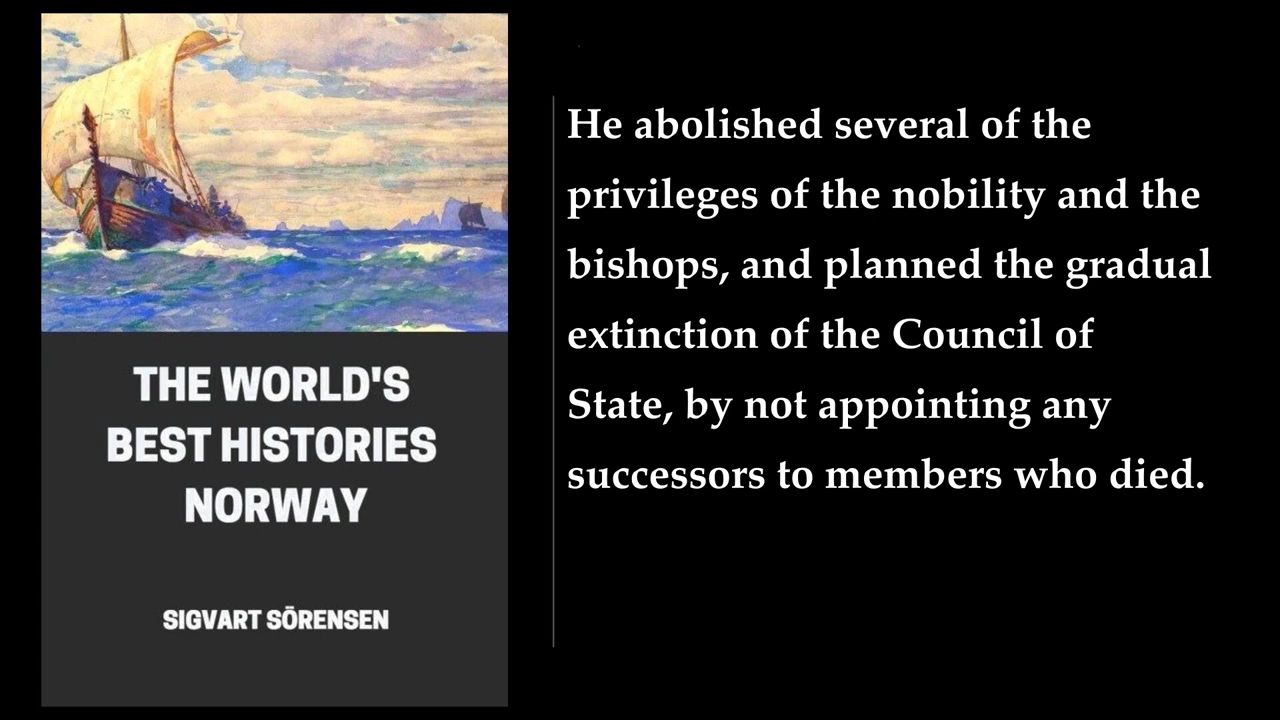 THE WORLD'S
BEST HISTORIES
NORWAY
SIGVART SÖRENSEN
He abolished several of the
privileges of the nobility and the
bishops, and planned the gradual
extinction of the Council of
State, by not appointing any
successors to members who died.